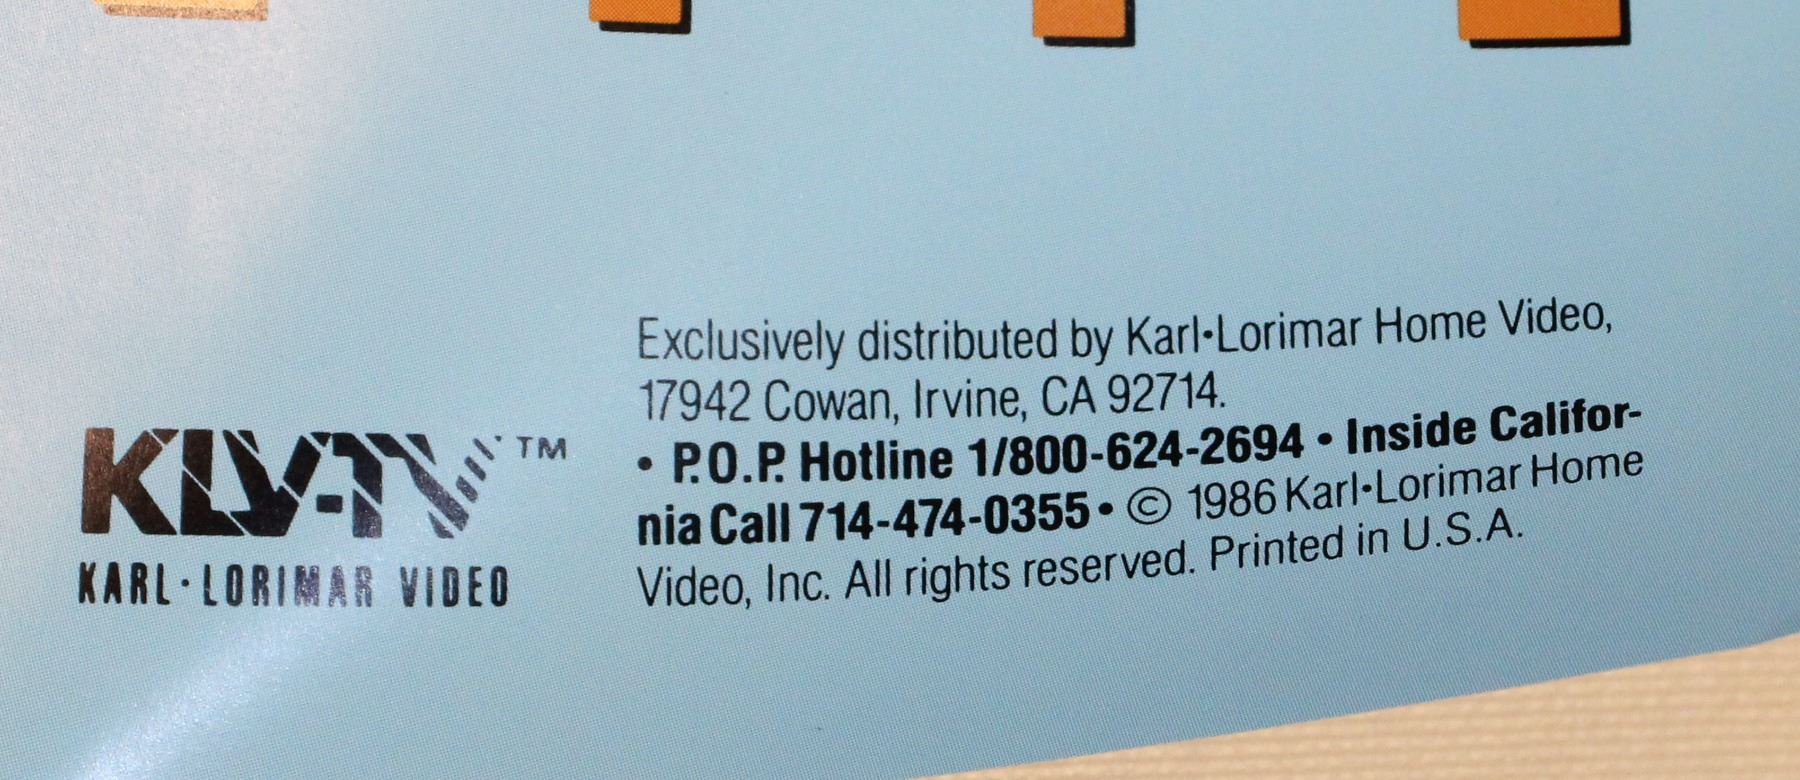 KLV-TV™
KARL·LORIMAR VIDEO
Exclusively distributed by Karl·Lorimar Home Video,
17942 Cowan, Irvine, CA 92714.
• P.O.P. Hotline 1/800-624-2694 • Inside Califor-
nia Call 714-474-0355 • © 1986 Karl·Lorimar Home
Video, Inc. All rights reserved. Printed in U.S.A.